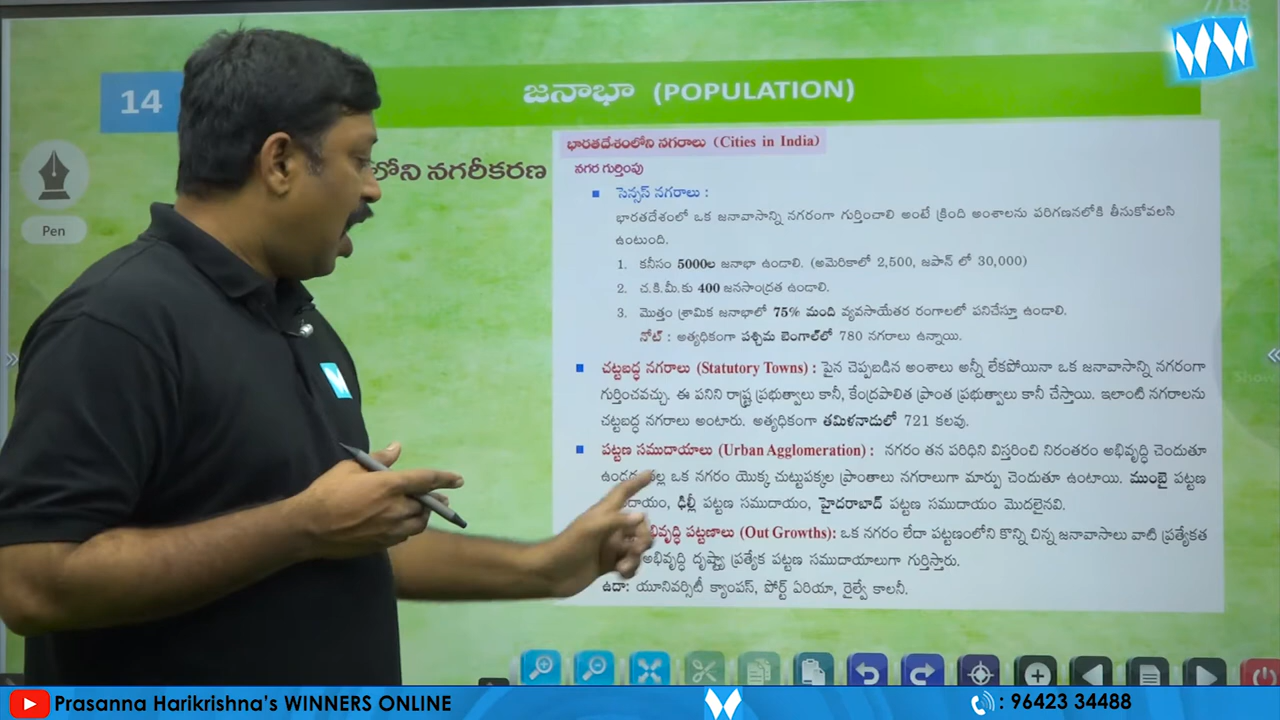 7/18
14
జనాభా (POPULATION)
లోని నగరీకరణ
Pen
భారతదేశంలోని నగరాలు (Cities in India)
నగర గుర్తింపు
■ సెన్సస్ నగరాలు :
భారతదేశంలో ఒక జనావాసాన్ని నగరంగా గుర్తించాలి అంటే క్రింది అంశాలను పరిగణనలోకి తీసుకోవలసి
ఉంటుంది.
1. కనీసం 5000ల జనాభా ఉండాలి. (అమెరికాలో 2,500, జపాన్ లో 30,000)
2. చ.కి.మీ.కు 400 జనసాంద్రత ఉండాలి.
3. మొత్తం శ్రామిక జనాభాలో 75% మంది వ్యవసాయేతర రంగాలలో పనిచేస్తూ ఉండాలి.
నోట్ : అత్యధికంగా పశ్చిమ బెంగాల్‌లో 780 నగరాలు ఉన్నాయి.
■ చట్టబద్ధ నగరాలు (Statutory Towns) : పైన చెప్పబడిన అంశాలు అన్నీ లేకపోయినా ఒక జనావాసాన్ని నగరంగా
గుర్తించవచ్చు. ఈ పనిని రాష్ట్ర ప్రభుత్వాలు కానీ, కేంద్రపాలిత ప్రాంత ప్రభుత్వాలు కానీ చేస్తాయి. ఇలాంటి నగరాలను
చట్టబద్ధ నగరాలు అంటారు. అత్యధికంగా తమిళనాడులో 721 కలవు.
■ పట్టణ సముదాయాలు (Urban Agglomeration) : నగరం తన పరిధిని విస్తరించి నిరంతరం అభివృద్ధి చెందుతూ
ఒక నగరం యొక్క చుట్టుపక్కల ప్రాంతాలు నగరాలుగా మార్పు చెందుతూ ఉంటాయి. ముంబై పట్టణ
దాయం, ఢిల్లీ పట్టణ సముదాయం, హైదరాబాద్ పట్టణ సముదాయం మొదలైనవి.
భివృద్ధి పట్టణాలు (Out Growths): ఒక నగరం లేదా పట్టణంలోని కొన్ని చిన్న జనావాసాలు వాటి ప్రత్యేకత
అభివృద్ధి దృష్ట్యా ప్రత్యేక పట్టణ సముదాయాలుగా గుర్తిస్తారు.
ఉదా: యూనివర్సిటీ క్యాంపస్, పోర్ట్ ఏరియా, రైల్వే కాలనీ.
Prasanna Harikrishna's WINNERS ONLINE
: 96423 34488